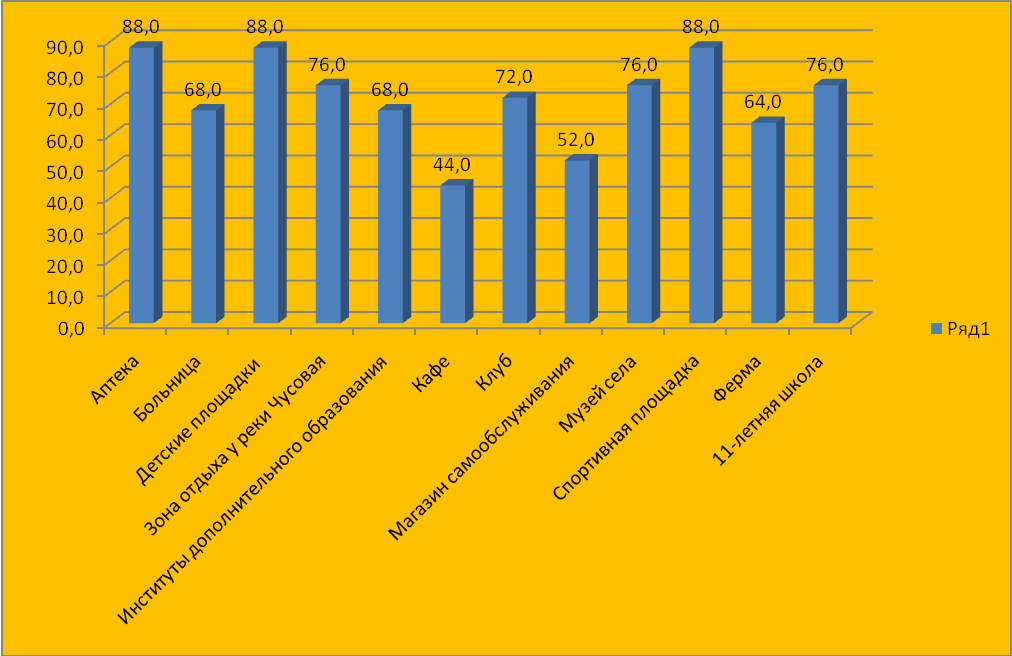 88,0
68,0
88,0
76,0
68,0
44,0
72,0
52,0
76,0
88,0
64,0
76,0
90,0
80,0
70,0
60,0
50,0
40,0
30,0
20,0
10,0
0,0
Аптека
Больница
Детские площадки
Зона отдыха у реки Чусовая
Институты дополнительного образования
Кафе
Клуб
Магазин самообслуживания
Музей села
Спортивная площадка
Ферма
11-летняя школа
Ряд1